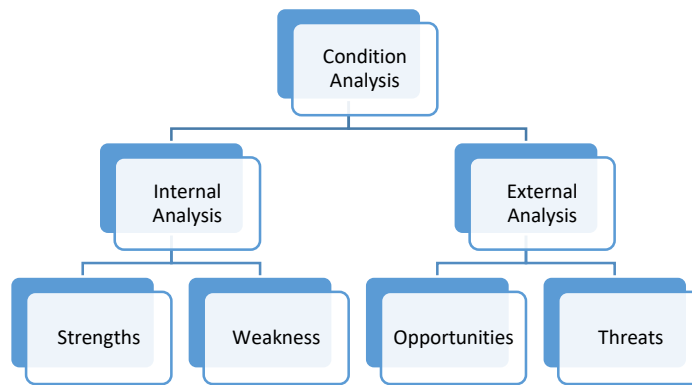 Condition
Analysis
Internal
Analysis
External
Analysis
Strengths
Weakness
Opportunities
Threats